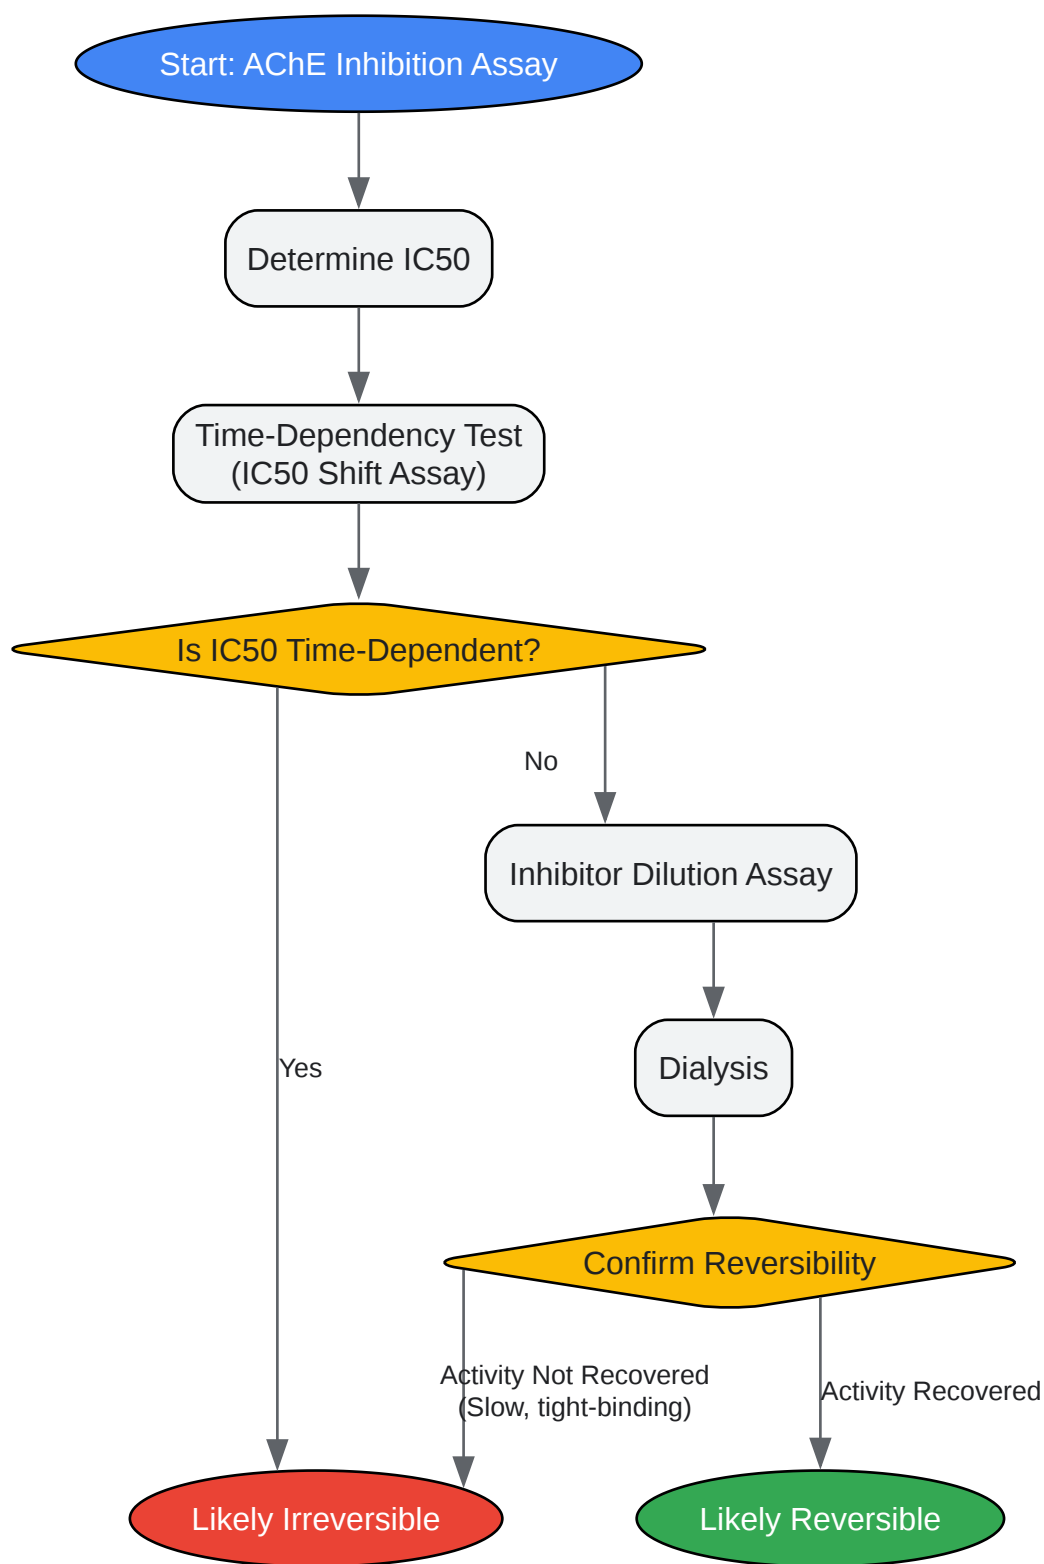 Start: AChE Inhibition Assay
Determine IC50
Time-Dependency Test
(IC50 Shift Assay)
Is IC50 Time-Dependent?
No
Inhibitor Dilution Assay
Yes
Dialysis
Confirm Reversibility
Activity Not Recovered
(Slow, tight-binding)
Activity Recovered
Likely Irreversible
Likely Reversible